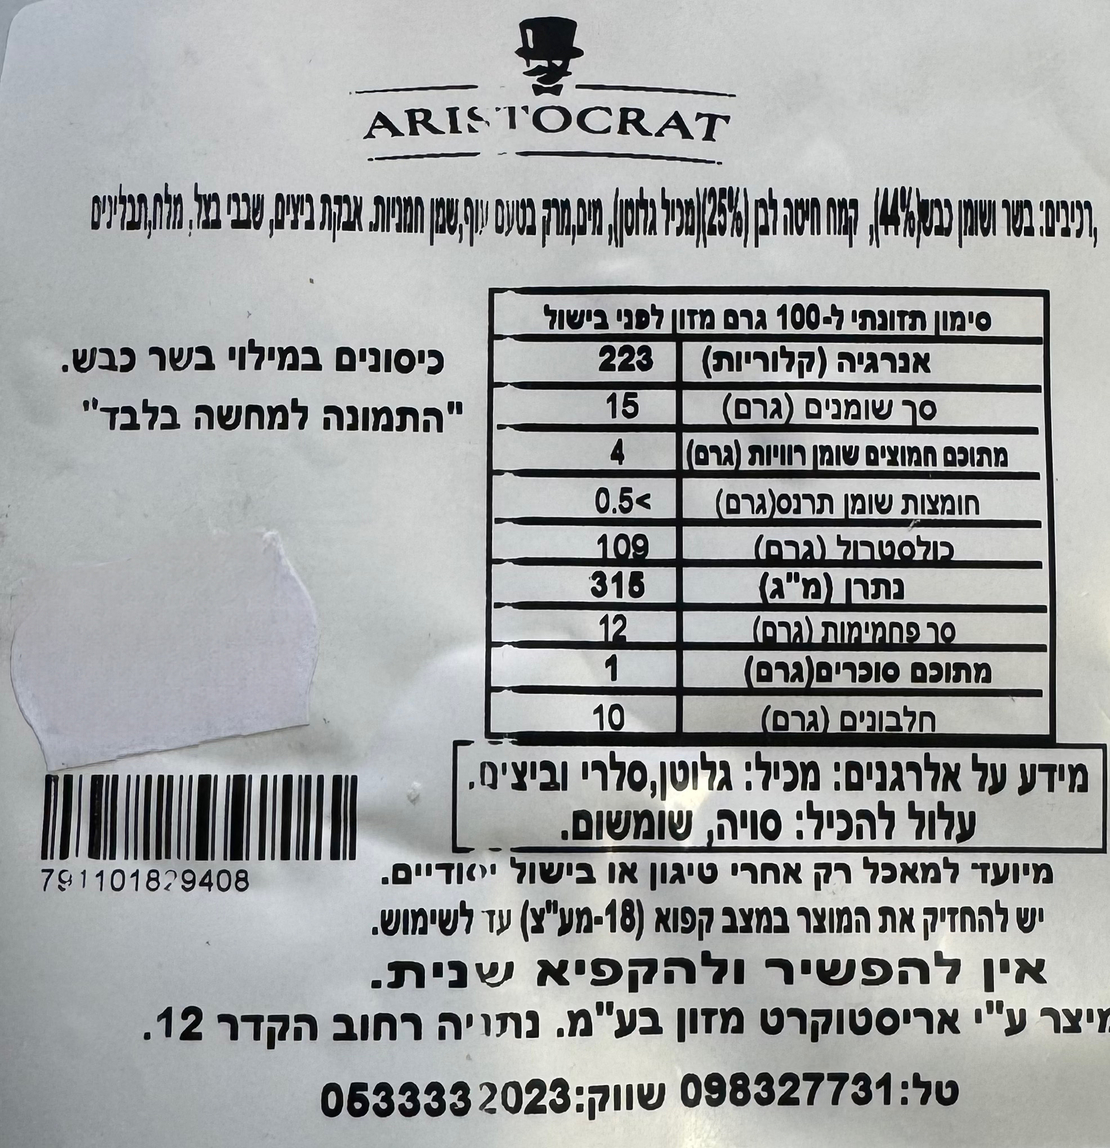 ARISTOCRAT
רכיבים: בשר ושומן כבש(44%), קמח חיטה לבן (25%)(מכיל גלוטן), מים,מרק בטעם עוף,שמן חמניות. אבקת ביצים, שבבי בצל, מלח,תבלינים,
כיסונים במילוי בשר כבש.
"התמונה למחשה בלבד"
סימון תזונתי ל-100 גרם מזון לפני בישול
אנרגיה (קלוריות) 223
סך שומנים (גרם) 15
מתוכם חמוצים שומן רוויות (גרם) 4
חומצות שומן תרנס(גרם) 0.5>
כולסטרול (גרם) 109
נתרן (מ"ג) 315
סך פחמימות (גרם) 12
מתוכם סוכרים(גרם) 1
חלבונים (גרם) 10
מידע על אלרגנים: מכיל: גלוטן,סלרי וביצים.
עלול להכיל: סויה, שומשום.
791101829408
מיועד למאכל רק אחרי טיגון או בישול יסודיים.
יש להחזיק את המוצר במצב קפוא (18-מע"צ) עד לשימוש.
אין להפשיר ולהקפיא שנית.
מיצר ע"י אריסטוקרט מזון בע"מ. נתניה רחוב הקדר 12.
טל:098327731 שווק:0533332023